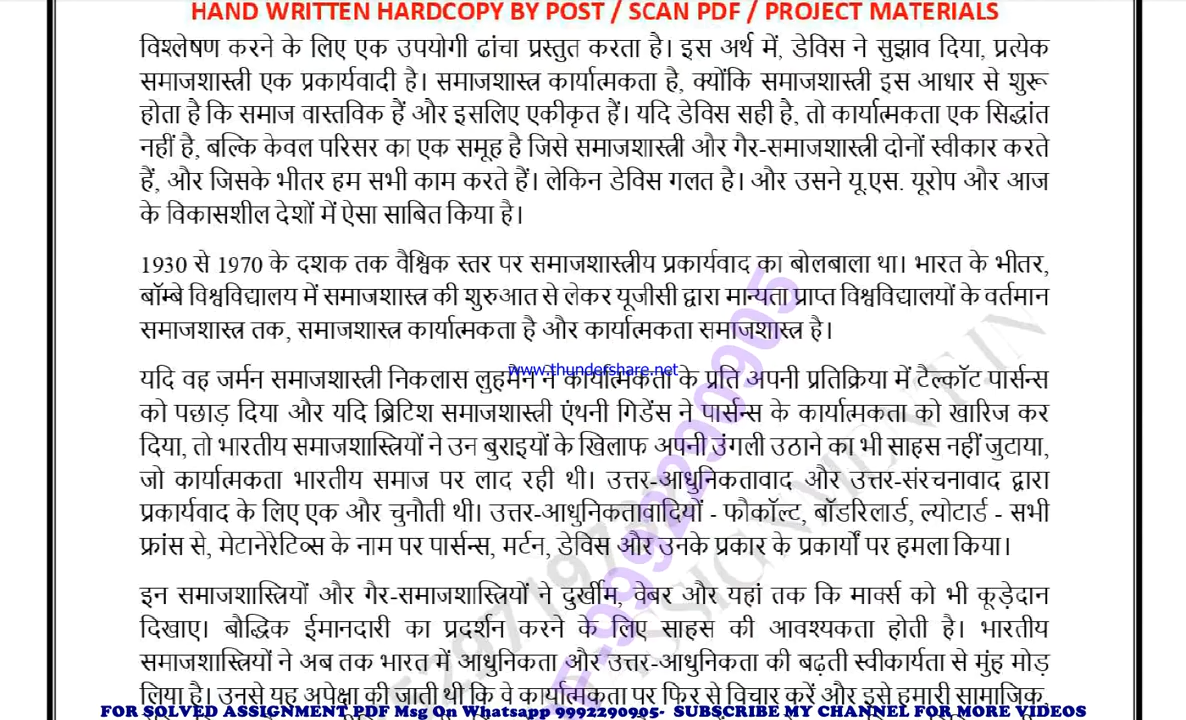 HAND WRITTEN HARDCOPY BY POST / SCAN PDF / PROJECT MATERIALS
विश्लेषण करने के लिए एक उपयोगी ढांचा प्रस्तुत करता है। इस अर्थ में, डेविस ने सुझाव दिया, प्रत्येक
समाजशास्त्री एक प्रकार्यवादी है। समाजशास्त्र कार्यात्मकता है, क्योंकि समाजशास्त्री इस आधार से शुरू
होता है कि समाज वास्तविक हैं और इसलिए एकीकृत हैं। यदि डेविस सही है, तो कार्यात्मकता एक सिद्धांत
नहीं है, बल्कि केवल परिसर का एक समूह है जिसे समाजशास्त्री और गैर-समाजशास्त्री दोनों स्वीकार करते
हैं, और जिसके भीतर हम सभी काम करते हैं। लेकिन डेविस गलत है। और उसने यू.एस. यूरोप और आज
के विकासशील देशों में ऐसा साबित किया है।
1930 से 1970 के दशक तक वैश्विक स्तर पर समाजशास्त्रीय प्रकार्यवाद का बोलबाला था। भारत के भीतर,
बॉम्बे विश्वविद्यालय में समाजशास्त्र की शुरुआत से लेकर यूजीसी द्वारा मान्यता प्राप्त विश्वविद्यालयों के वर्तमान
समाजशास्त्र तक, समाजशास्त्र कार्यात्मकता है और कार्यात्मकता समाजशास्त्र है।
www.thundershare.net
यदि वह जर्मन समाजशास्त्री निकलास लुहमैन ने कार्यात्मकता के प्रति अपनी प्रतिक्रिया में टैल्कॉट पार्सन्स
को पछाड़ दिया और यदि ब्रिटिश समाजशास्त्री एंथनी गिडेंस ने पार्सन्स के कार्यात्मकता को खारिज कर
दिया, तो भारतीय समाजशास्त्रियों ने उन बुराइयों के खिलाफ अपनी उंगली उठाने का भी साहस नहीं जुटाया,
जो कार्यात्मकता भारतीय समाज पर लाद रही थी। उत्तर-आधुनिकतावाद और उत्तर-संरचनावाद द्वारा
प्रकार्यवाद के लिए एक और चुनौती थी। उत्तर-आधुनिकतावादियों - फौकॉल्ट, बॉडरिलार्ड, ल्योटार्ड - सभी
फ्रांस से, मेटानेरेटिव्स के नाम पर पार्सन्स, मर्टन, डेविस और उनके प्रकार के प्रकार्यों पर हमला किया।
इन समाजशास्त्रियों और गैर-समाजशास्त्रियों ने दुर्खीम, वेबर और यहां तक कि मार्क्स को भी कूड़ेदान
दिखाए। बौद्धिक ईमानदारी का प्रदर्शन करने के लिए साहस की आवश्यकता होती है। भारतीय
समाजशास्त्रियों ने अब तक भारत में आधुनिकता और उत्तर-आधुनिकता की बढ़ती स्वीकार्यता से मुंह मोड़
लिया है। उनसे यह अपेक्षा की जाती थी कि वे कार्यात्मकता पर फिर से विचार करें और इसे हमारी सामाजिक
FOR SOLVED ASSIGNMENT PDF Msg On Whatsapp 9992290905- SUBSCRIBE MY CHANNEL FOR MORE VIDEOS